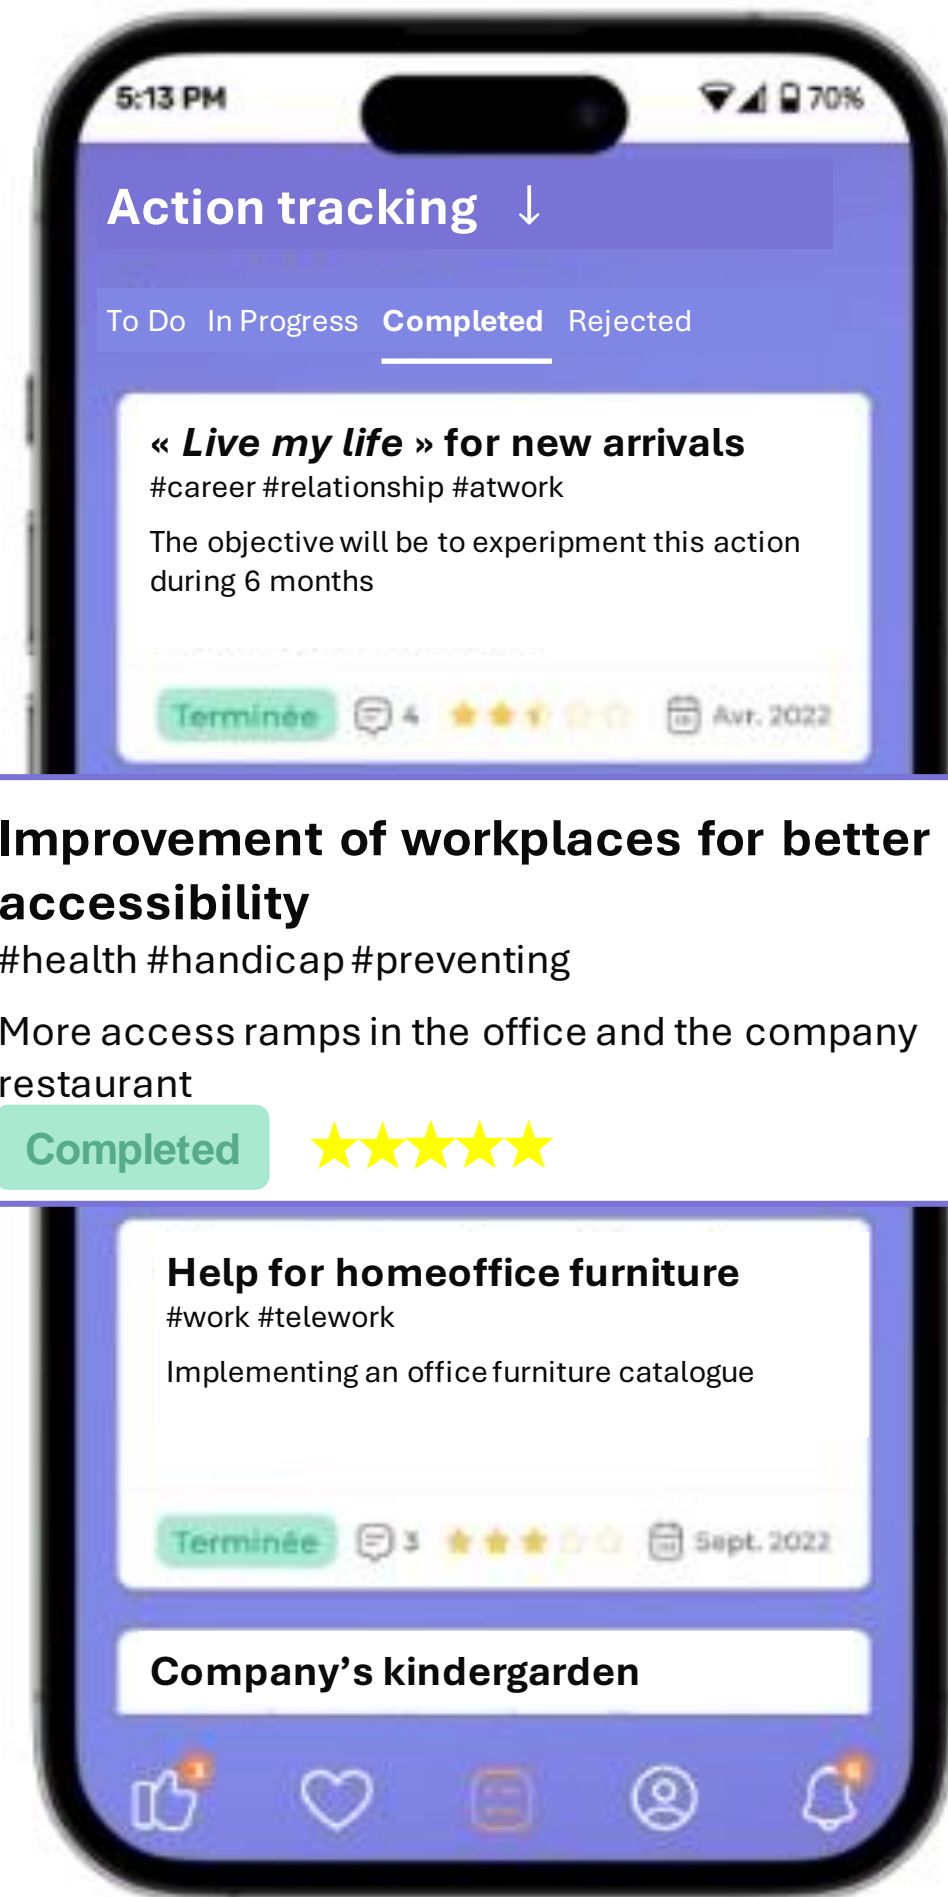 5:13 PM 70%
Action tracking ↓
To Do In Progress Completed Rejected
« Live my life » for new arrivals
#career #relationship #atwork
The objective will be to experipment this action
during 6 months
Terminée 4 Avr. 2022
Improvement of workplaces for better
accessibility
#health #handicap #preventing
More access ramps in the office and the company
restaurant
Completed
Help for homeoffice furniture
#work #telework
Implementing an office furniture catalogue
Terminée 3 Sept. 2022
Company's kindergarden